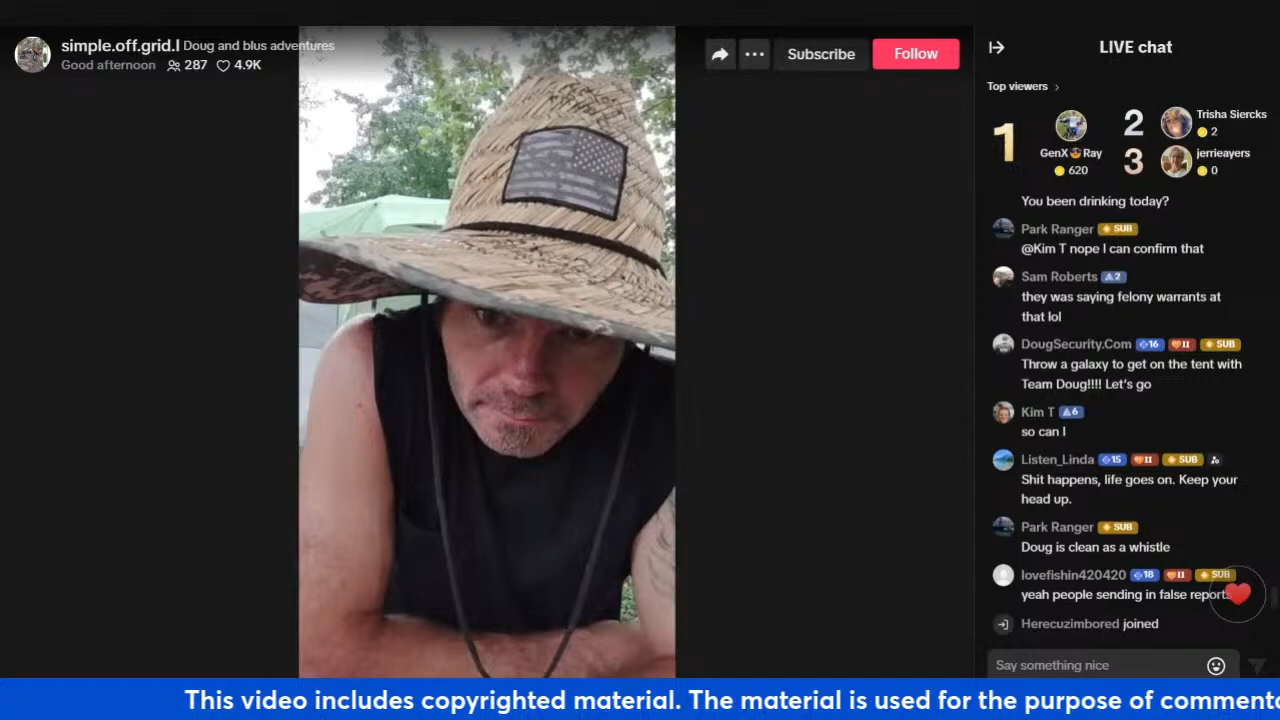 simple.off.grid.l Doug and blus adventures
Good afternoon 287 4.9K
Subscribe
Follow
LIVE chat
Top viewers
1
GenX🤠Ray
620
2
Trisha Siercks
2
3
jerrieayers
0
You been drinking today?
Park Ranger SUB
@Kim T nope I can confirm that
Sam Roberts 2
they was saying felony warrants at
that lol
DougSecurity.Com 16 II SUB
Throw a galaxy to get on the tent with
Team Doug!!!! Let's go
Kim T 6
so can I
Listen_Linda 15 II SUB
Shit happens, life goes on. Keep your
head up.
Park Ranger SUB
Doug is clean as a whistle
lovefishin420420 18 II SUB
yeah people sending in false report
Herecuzimbored joined
Say something nice
This video includes copyrighted material. The material is used for the purpose of commenta